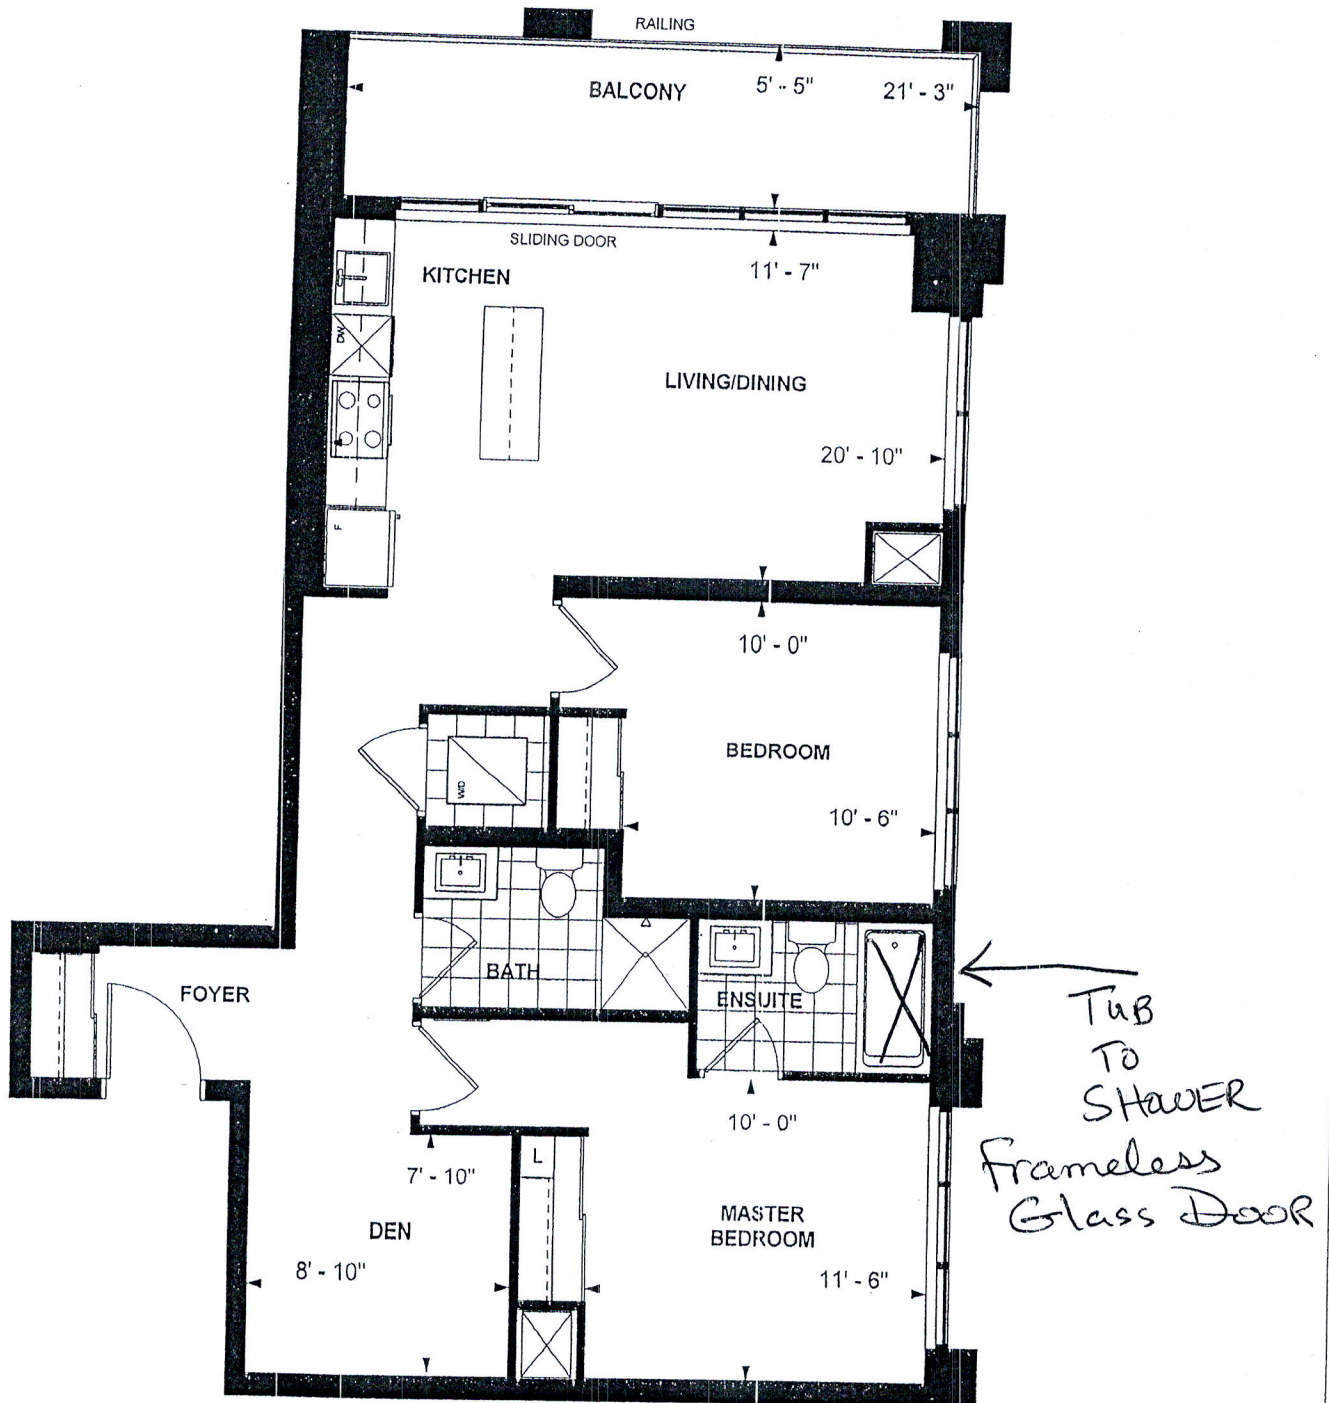 RAILING
BALCONY
5' - 5"
21' - 3"
SLIDING DOOR
KITCHEN
11' - 7"
DW
LIVING/DINING
20' - 10"
F
10' - 0"
BEDROOM
W/D
10' - 6"
BATH
ENSUITE
FOYER
TUB
TO
SHOWER
Frameless
Glass DOOR
10' - 0"
7' - 10"
L
DEN
MASTER
BEDROOM
8' - 10"
11' - 6"